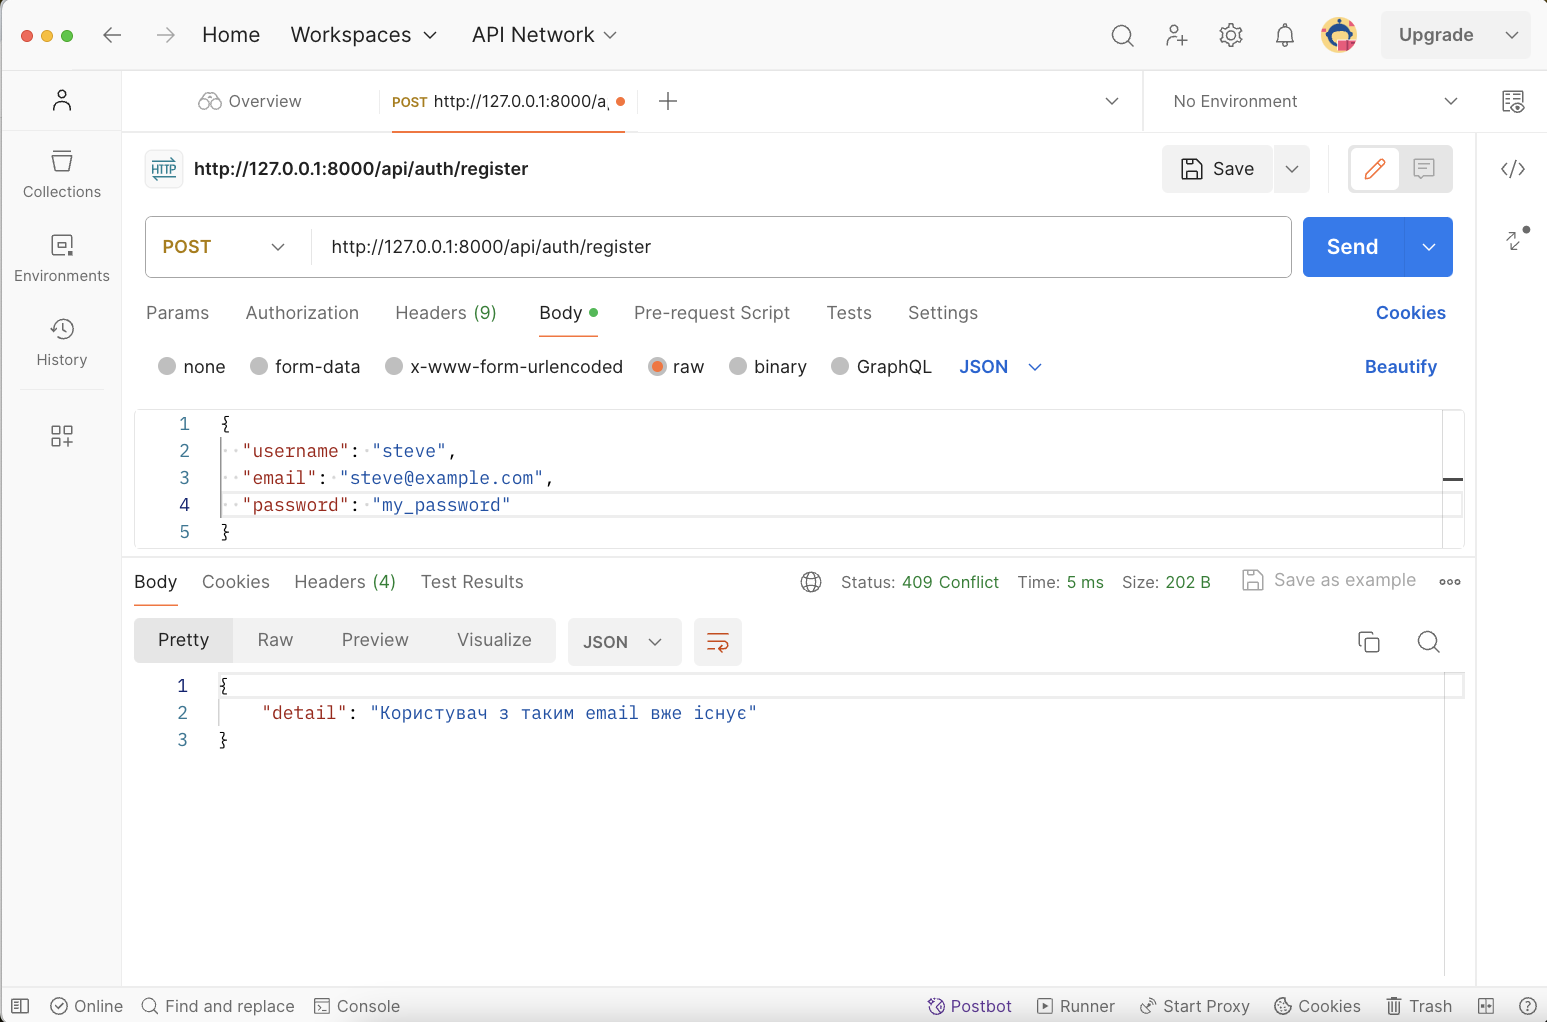 Home Workspaces API Network Upgrade
Overview POST http://127.0.0.1:8000/a No Environment
HTTP http://127.0.0.1:8000/api/auth/register Save
Collections
POST http://127.0.0.1:8000/api/auth/register Send
Environments
Params Authorization Headers (9) Body Pre-request Script Tests Settings Cookies
History
none form-data x-www-form-urlencoded raw binary GraphQL JSON Beautify
1 {
2 "username": "steve",
3 "email": "steve@example.com",
4 "password": "my_password"
5 }
Body Cookies Headers (4) Test Results Status: 409 Conflict Time: 5 ms Size: 202 B Save as example
Pretty Raw Preview Visualize JSON
1 {
2 "detail": "Користувач з таким email вже існує"
3 }
Online Find and replace Console Postbot Runner Start Proxy Cookies Trash